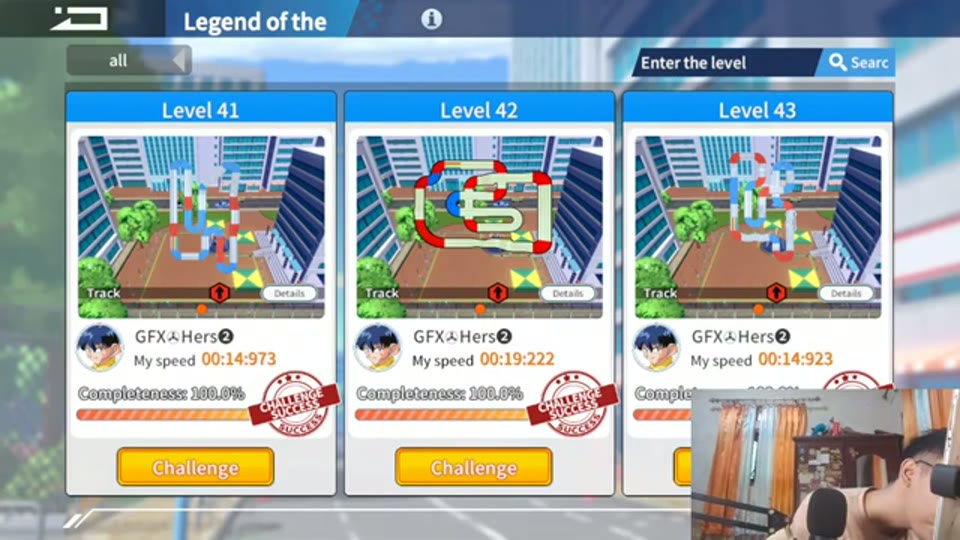 Legend of the
all
Enter the level
Searc
Level 41
Track
Details
GFX Hers 2
My speed 00:14:973
Completeness: 100.0%
CHALLENGE SUCCESS
SUCCESS
Challenge
Level 42
Track
Details
GFX Hers 2
My speed 00:19:222
Completeness: 100.0%
CHALLENGE SUCCESS
SUCCESS
Challenge
Level 43
Track
Details
GFX Hers 2
My speed 00:14:923